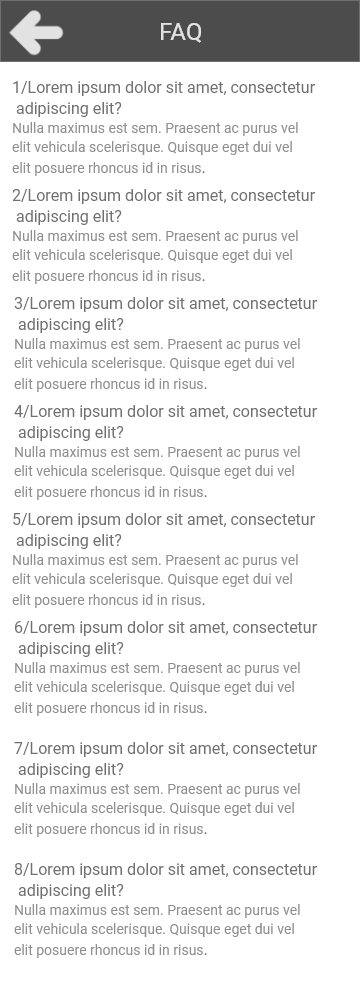 FAQ
1/Lorem ipsum dolor sit amet, consectetur
adipiscing elit?
Nulla maximus est sem. Praesent ac purus vel
elit vehicula scelerisque. Quisque eget dui vel
elit posuere rhoncus id in risus.
2/Lorem ipsum dolor sit amet, consectetur
adipiscing elit?
Nulla maximus est sem. Praesent ac purus vel
elit vehicula scelerisque. Quisque eget dui vel
elit posuere rhoncus id in risus.
3/Lorem ipsum dolor sit amet, consectetur
adipiscing elit?
Nulla maximus est sem. Praesent ac purus vel
elit vehicula scelerisque. Quisque eget dui vel
elit posuere rhoncus id in risus.
4/Lorem ipsum dolor sit amet, consectetur
adipiscing elit?
Nulla maximus est sem. Praesent ac purus vel
elit vehicula scelerisque. Quisque eget dui vel
elit posuere rhoncus id in risus.
5/Lorem ipsum dolor sit amet, consectetur
adipiscing elit?
Nulla maximus est sem. Praesent ac purus vel
elit vehicula scelerisque. Quisque eget dui vel
elit posuere rhoncus id in risus.
6/Lorem ipsum dolor sit amet, consectetur
adipiscing elit?
Nulla maximus est sem. Praesent ac purus vel
elit vehicula scelerisque. Quisque eget dui vel
elit posuere rhoncus id in risus.
7/Lorem ipsum dolor sit amet, consectetur
adipiscing elit?
Nulla maximus est sem. Praesent ac purus vel
elit vehicula scelerisque. Quisque eget dui vel
elit posuere rhoncus id in risus.
8/Lorem ipsum dolor sit amet, consectetur
adipiscing elit?
Nulla maximus est sem. Praesent ac purus vel
elit vehicula scelerisque. Quisque eget dui vel
elit posuere rhoncus id in risus.